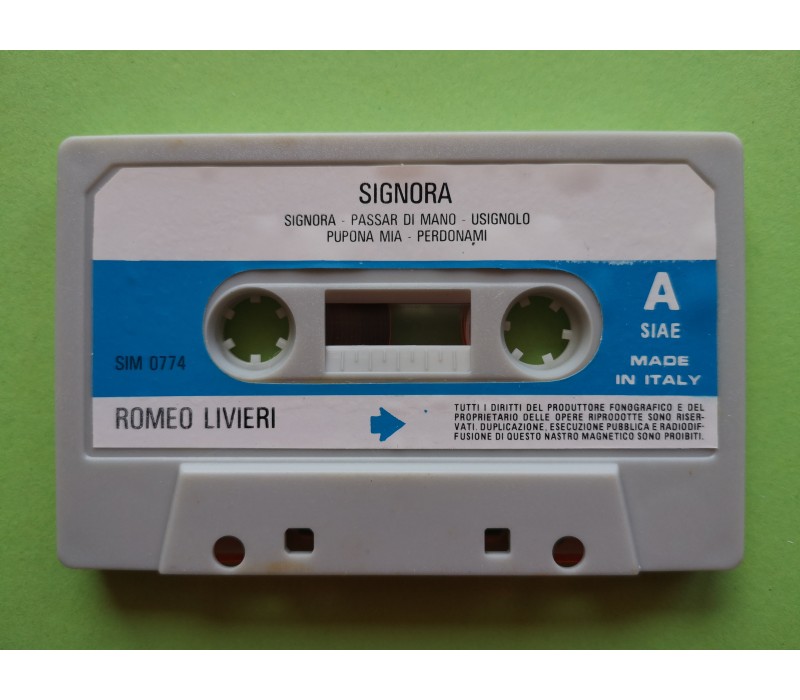 SIGNORA
SIGNORA - PASSAR DI MANO - USIGNOLO
PUPONA MIA - PERDONAMI
A
SIAE
SIM 0774
MADE
IN ITALY
ROMEO LIVIERI
TUTTI I DIRITTI DEL PRODUTTORE FONOGRAFICO E DEL
PROPRIETARIO DELLE OPERE RIPRODOTTE SONO RISER-
VATI. DUPLICAZIONE, ESECUZIONE PUBBLICA E RADIODIF-
FUSIONE DI QUESTO NASTRO MAGNETICO SONO PROIBITI.